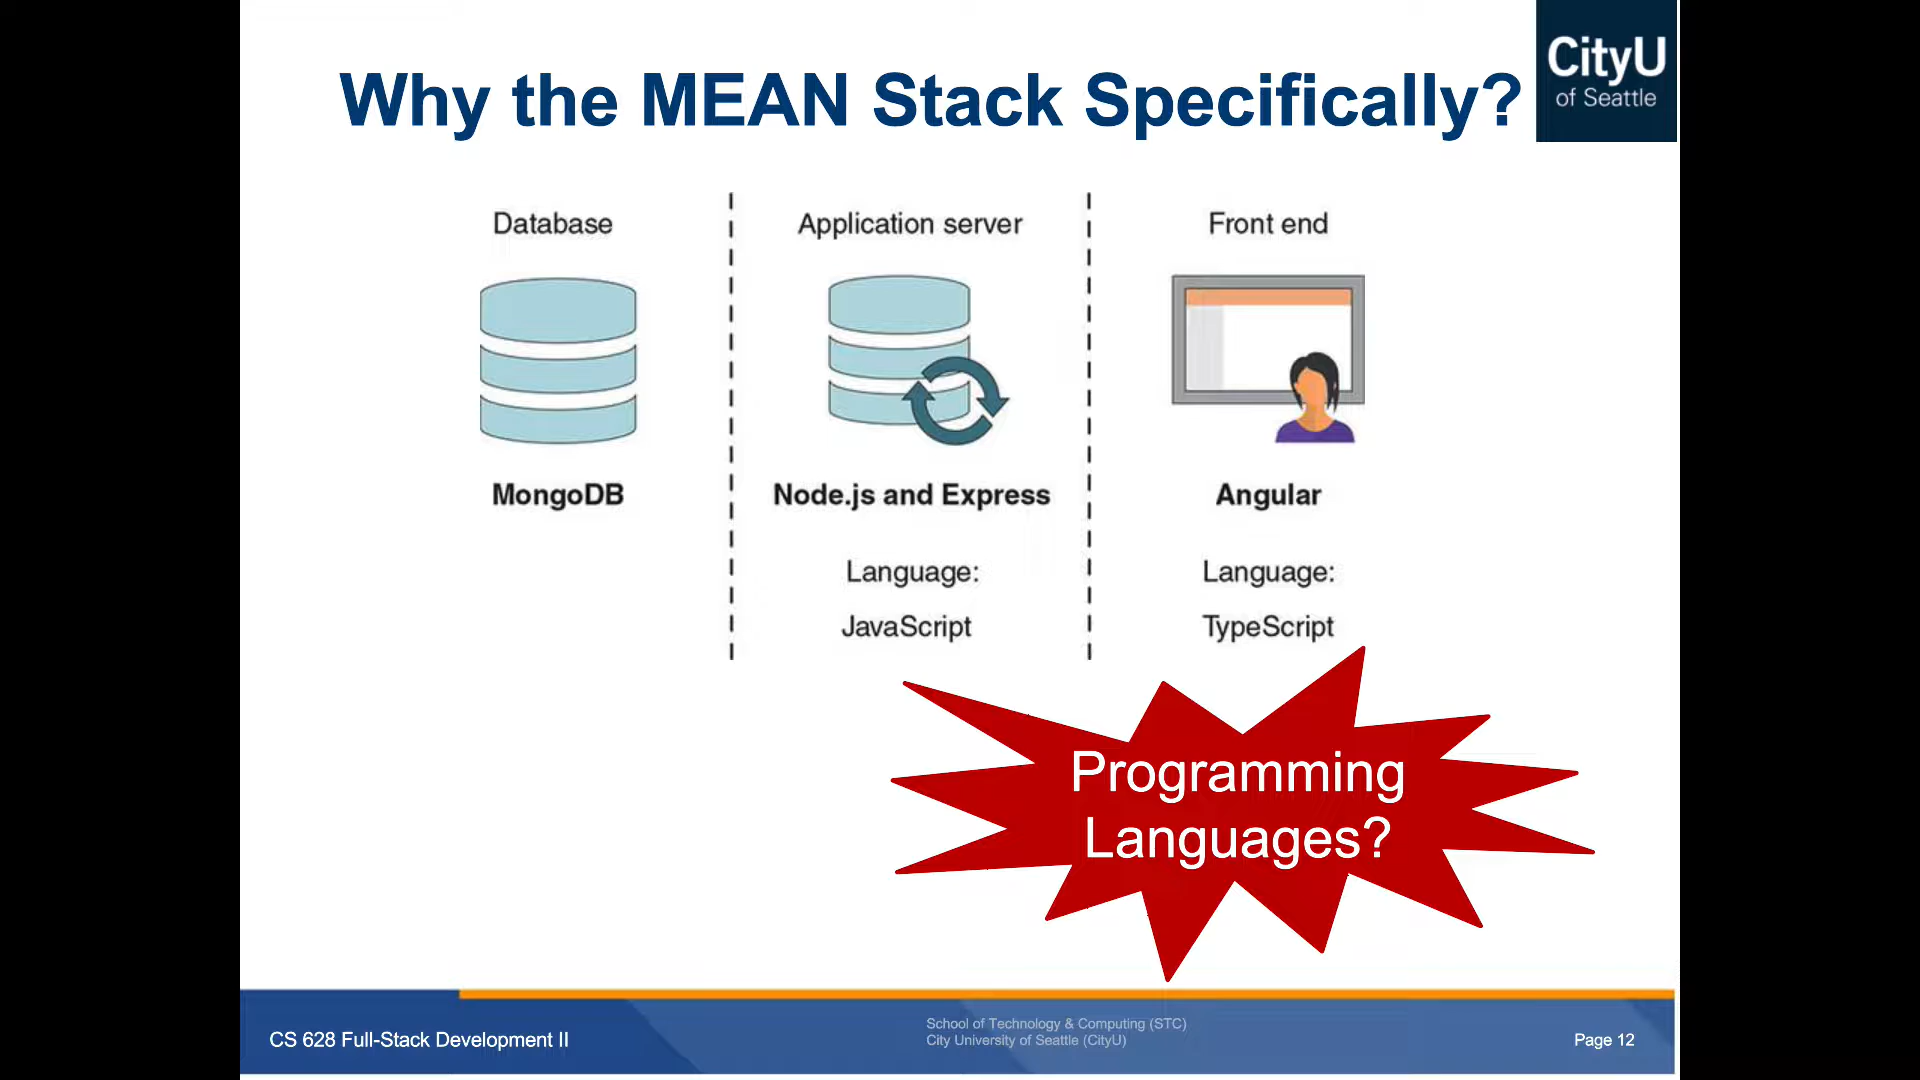 Why the MEAN Stack Specifically?
CityU
of Seattle
Database
Application server
Front end
MongoDB
Node.js and Express
Angular
Language:
Language:
JavaScript
TypeScript
Programming
Languages?
CS 628 Full-Stack Development II
School of Technology & Computing (STC)
City University of Seattle (CityU)
Page 12